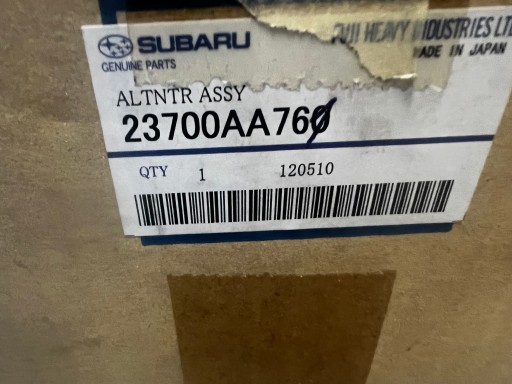 SUBARU
GENUINE PARTS
FUJI HEAVY INDUSTRIES LTD
MADE IN JAPAN
ALTNTR ASSY
23700AA760
QTY 1 120510